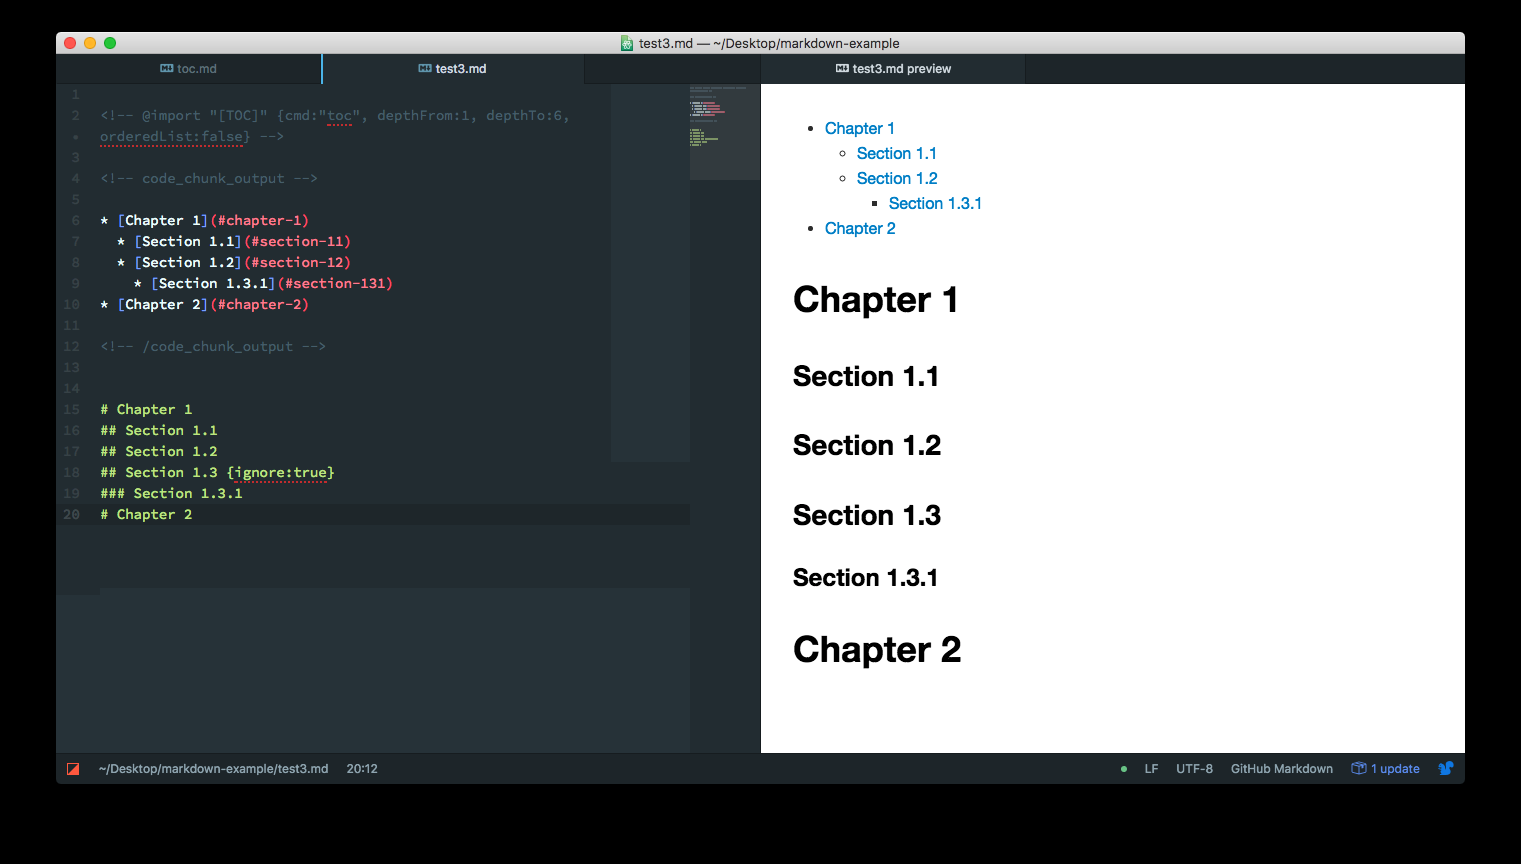 test3.md — ~/Desktop/markdown-example
toc.md
test3.md
test3.md preview
1
2 <!-- @import "[TOC]" {cmd:"toc", depthFrom:1, depthTo:6,
• orderedList:false} -->
3
4 <!-- code_chunk_output -->
5
6 * [Chapter 1](#chapter-1)
7 * [Section 1.1](#section-11)
8 * [Section 1.2](#section-12)
9 * [Section 1.3.1](#section-131)
10 * [Chapter 2](#chapter-2)
11
12 <!-- /code_chunk_output -->
13
14
15 # Chapter 1
16 ## Section 1.1
17 ## Section 1.2
18 ## Section 1.3 {ignore:true}
19 ### Section 1.3.1
20 # Chapter 2
• Chapter 1
◦ Section 1.1
◦ Section 1.2
▪ Section 1.3.1
• Chapter 2
Chapter 1
Section 1.1
Section 1.2
Section 1.3
Section 1.3.1
Chapter 2
~/Desktop/markdown-example/test3.md 20:12
LF UTF-8 GitHub Markdown 1 update